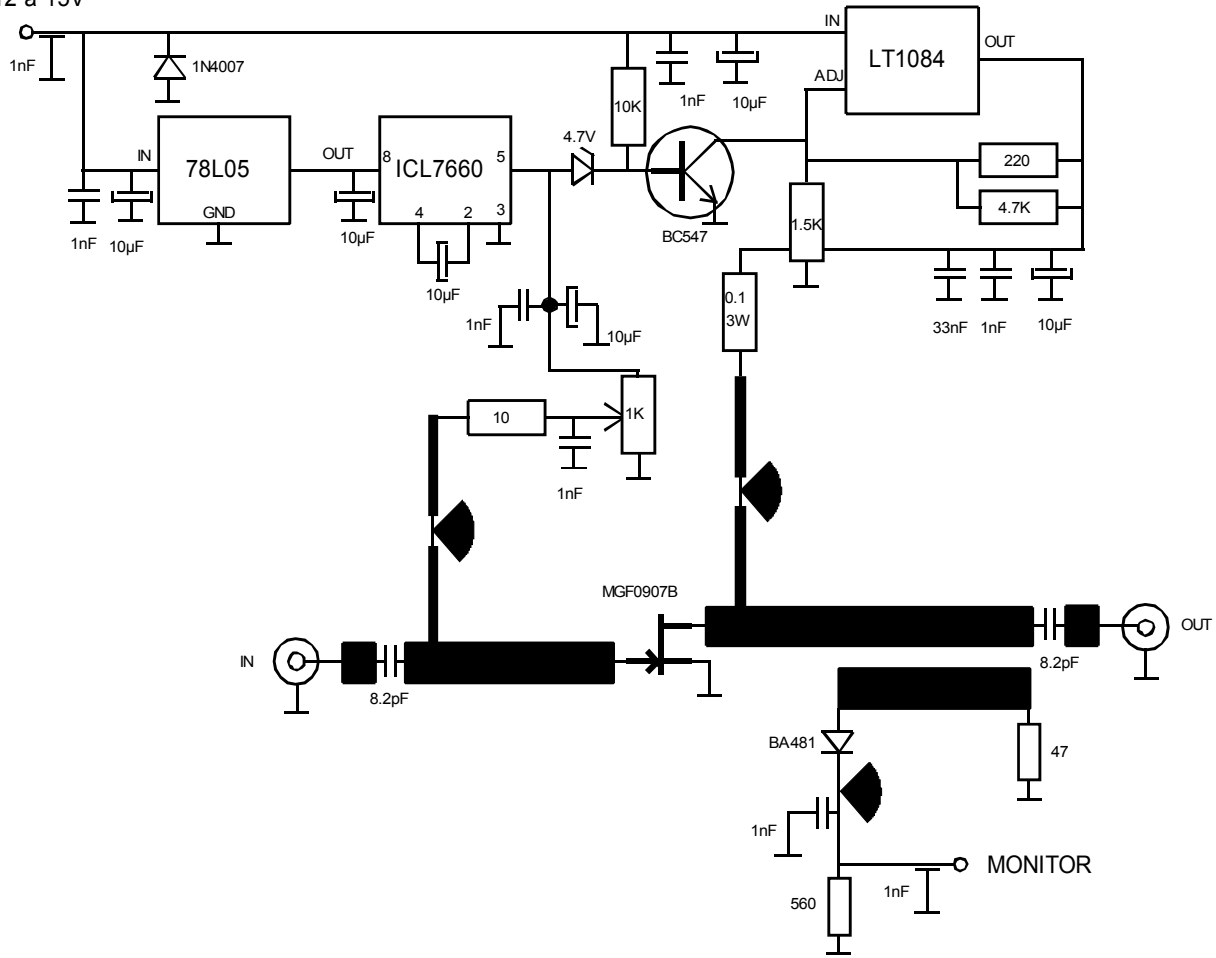 12 à 15V
IN
OUT
LT1084
ADJ
1nF
1N4007
1nF
10µF
10K
4.7V
IN
78L05
OUT
8
ICL7660
5
220
GND
4
2
3
4.7K
1nF
10µF
10µF
BC547
1.5K
10µF
0.1
3W
1nF
10µF
33nF
1nF
10µF
10
1K
1nF
MGF0907B
IN
OUT
8.2pF
8.2pF
BA481
47
1nF
MONITOR
1nF
560